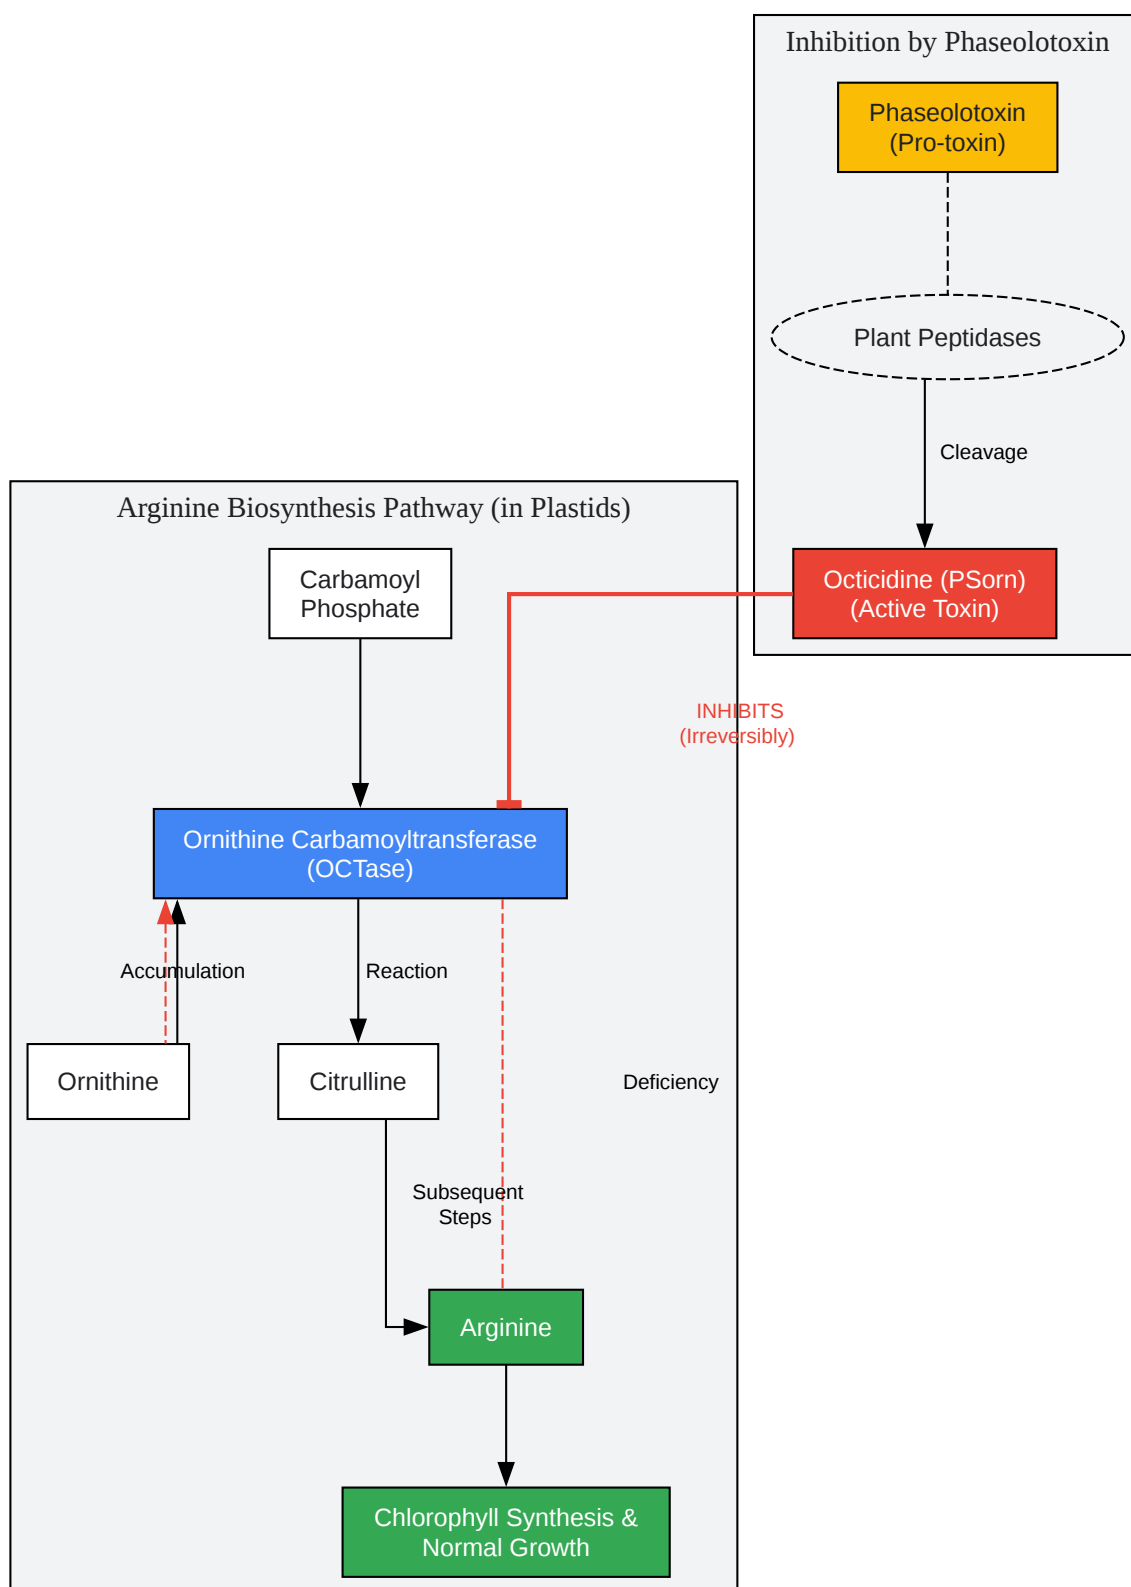 Inhibition by Phaseolotoxin
Phaseolotoxin
(Pro-toxin)
Plant Peptidases
Cleavage
Octicidine (PSorn)
(Active Toxin)
Arginine Biosynthesis Pathway (in Plastids)
Carbamoyl
Phosphate
INHIBITS
(Irreversibly)
Ornithine Carbamoyltransferase
(OCTase)
Accumulation
Reaction
Ornithine
Citrulline
Deficiency
Subsequent
Steps
Arginine
Chlorophyll Synthesis &
Normal Growth